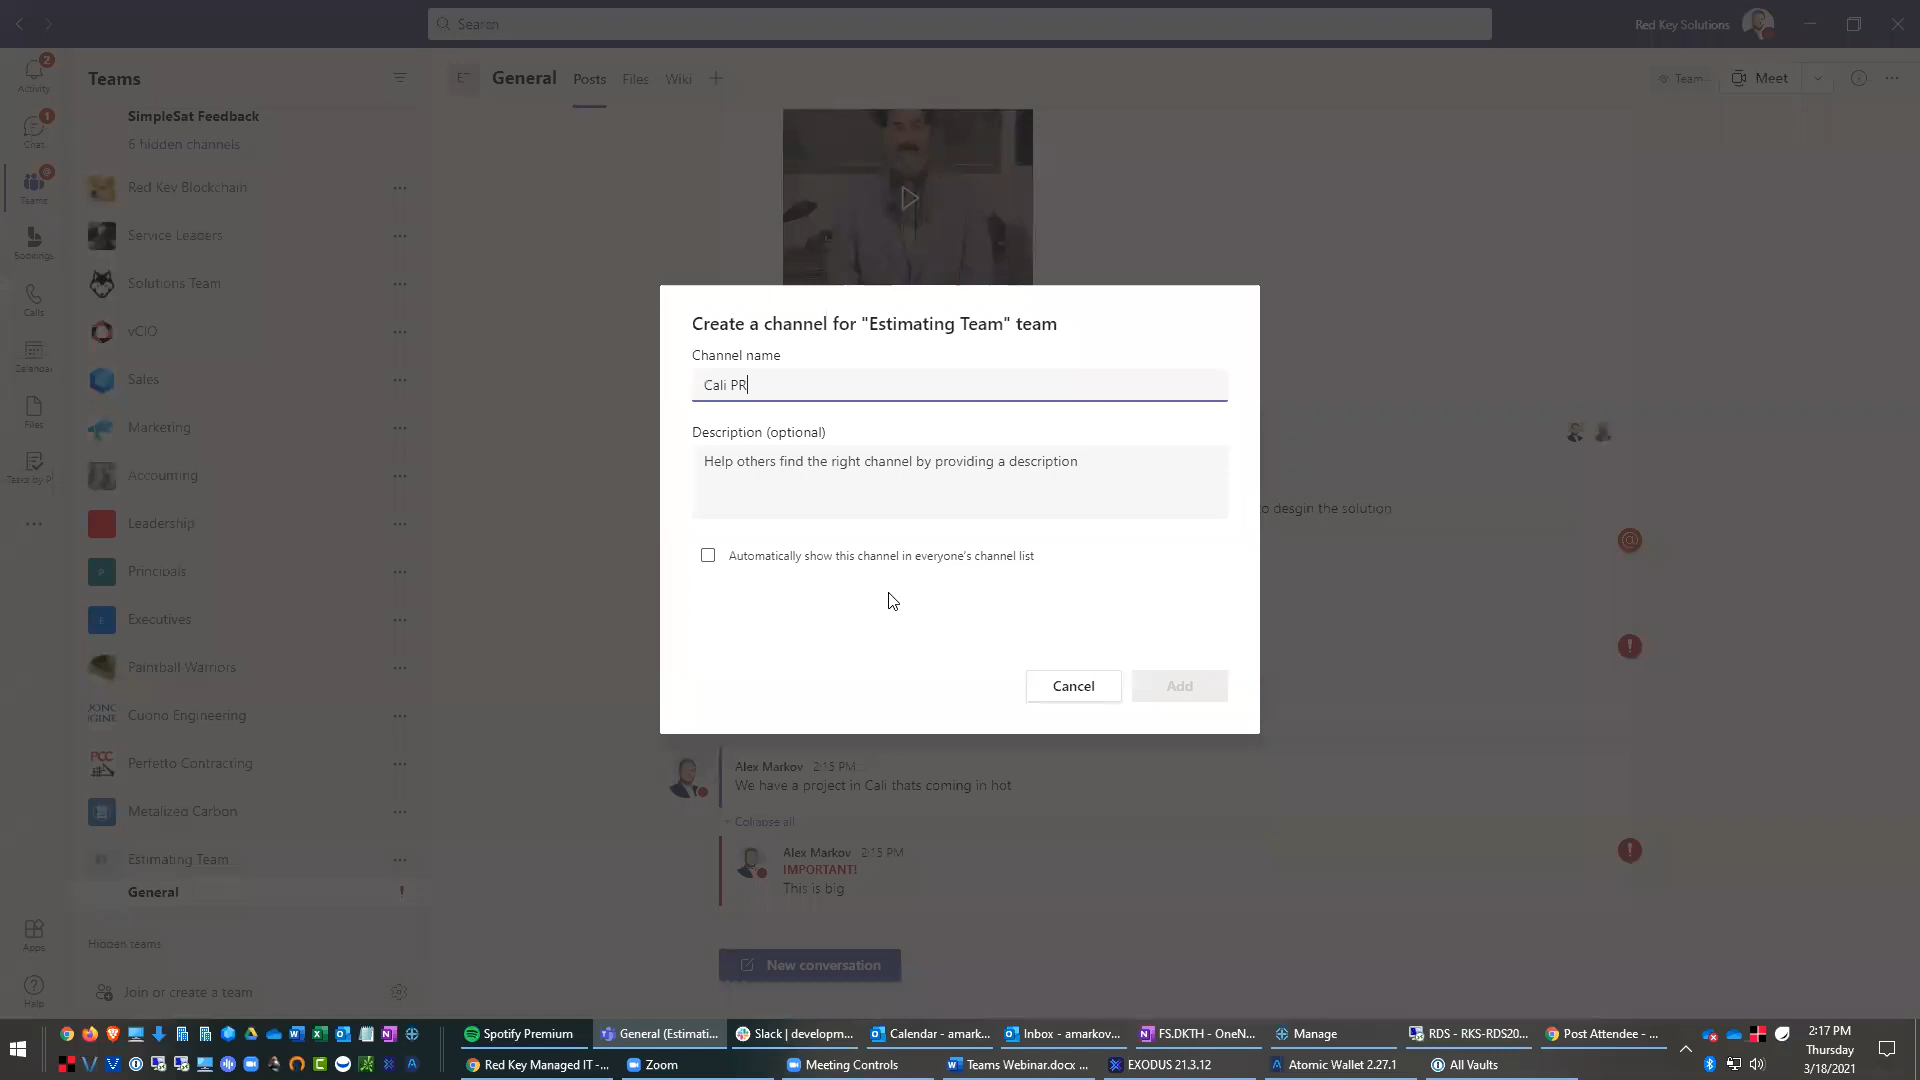 Search
Red Key Solutions
2
Activity
1
Chat
Teams
Bookings
Calls
Calendar
Files
Apps
Help
Teams
SimpleSat Feedback
6 hidden channels
Red Key Blockchain
Service Leaders
Solutions Team
vCIO
Sales
Marketing
Accounting
Leadership
P
Principals
E
Executives
Paintball Warriors
Cuono Engineering
PCC
Perfetto Contracting
Metalized Carbon
Estimating Team
General
!
Hidden teams
Join or create a team
ET
General
Posts
Files
Wiki
+
Team
Meet
Create a channel for "Estimating Team" team
Channel name
Cali PR
Description (optional)
Help others find the right channel by providing a description
Automatically show this channel in everyone's channel list
Cancel
Add
o desgin the solution
@
!
Alex Markov 2:15 PM
We have a project in Cali thats coming in hot
Collapse all
!
Alex Markov 2:15 PM
IMPORTANT!
This is big
New conversation
Spotify Premium
General (Estimati...
Slack | developm...
Calendar - amark...
Inbox - amarkov...
FS.DKTH - OneN...
Manage
RDS - RKS-RDS20...
Post Attendee - ...
2:17 PM
Red Key Managed IT -...
Zoom
Meeting Controls
Teams Webinar.docx ...
EXODUS 21.3.12
Atomic Wallet 2.27.1
All Vaults
Thursday
3/18/2021